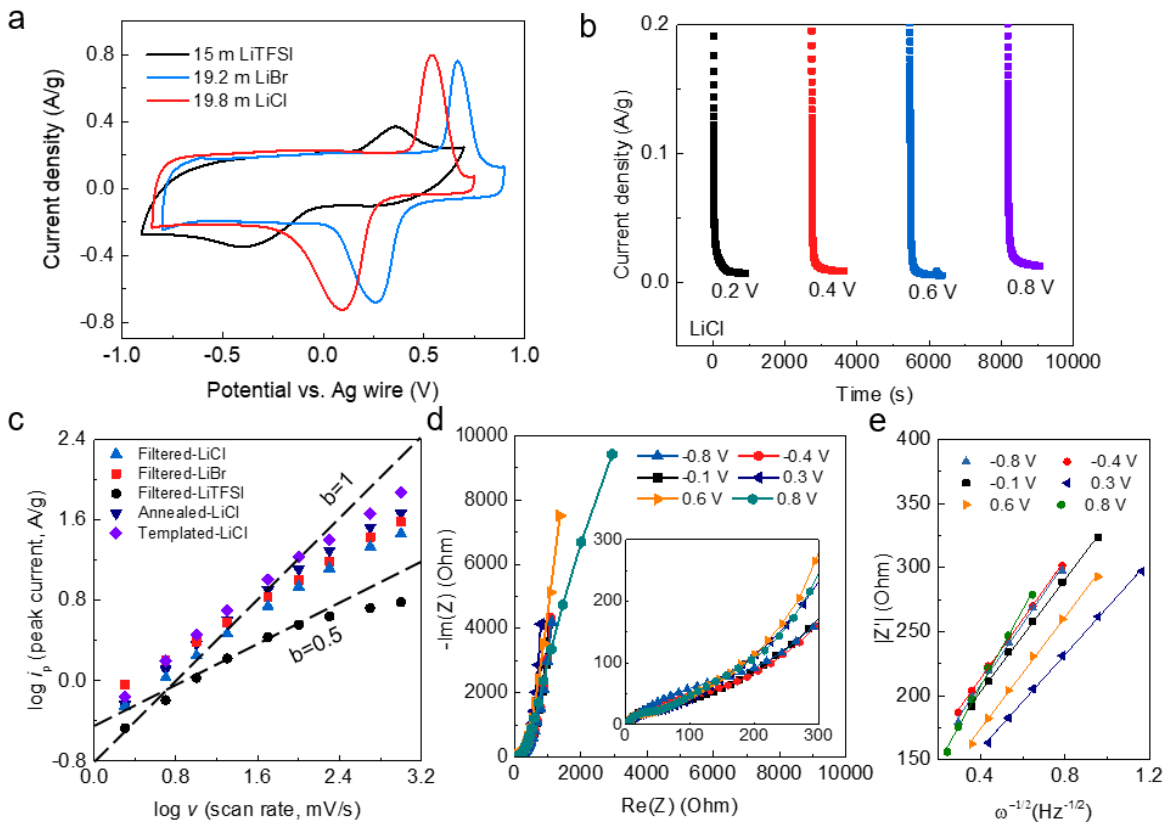 a
15 m LiTFSI
19.2 m LiBr
19.8 m LiCl
Current density (A/g)
0.8
0.4
0.0
-0.4
-0.8
-1.0
-0.5
0.0
0.5
1.0
Potential vs. Ag wire (V)
b
Current density (A/g)
0.2
0.1
0.0
0.2 V
0.4 V
0.6 V
0.8 V
LiCl
0
2000
4000
6000
8000
10000
Time (s)
c
Filtered-LiCl
Filtered-LiBr
Filtered-LiTFSI
Annealed-LiCl
Templated-LiCl
b=1
b=0.5
log iₚ (peak current, A/g)
2.4
1.6
0.8
0.0
-0.8
0.0
0.8
1.6
2.4
3.2
log v (scan rate, mV/s)
d
-0.8 V
-0.4 V
-0.1 V
0.3 V
0.6 V
0.8 V
-Im(Z) (Ohm)
10000
8000
6000
4000
2000
0
0
2000
4000
6000
8000
10000
Re(Z) (Ohm)
300
200
100
0
0
100
200
300
e
-0.8 V
-0.4 V
-0.1 V
0.3 V
0.6 V
0.8 V
|Z'| (Ohm)
400
350
300
250
200
150
0.4
0.8
1.2
ω⁻¹/²(Hz⁻¹/²)